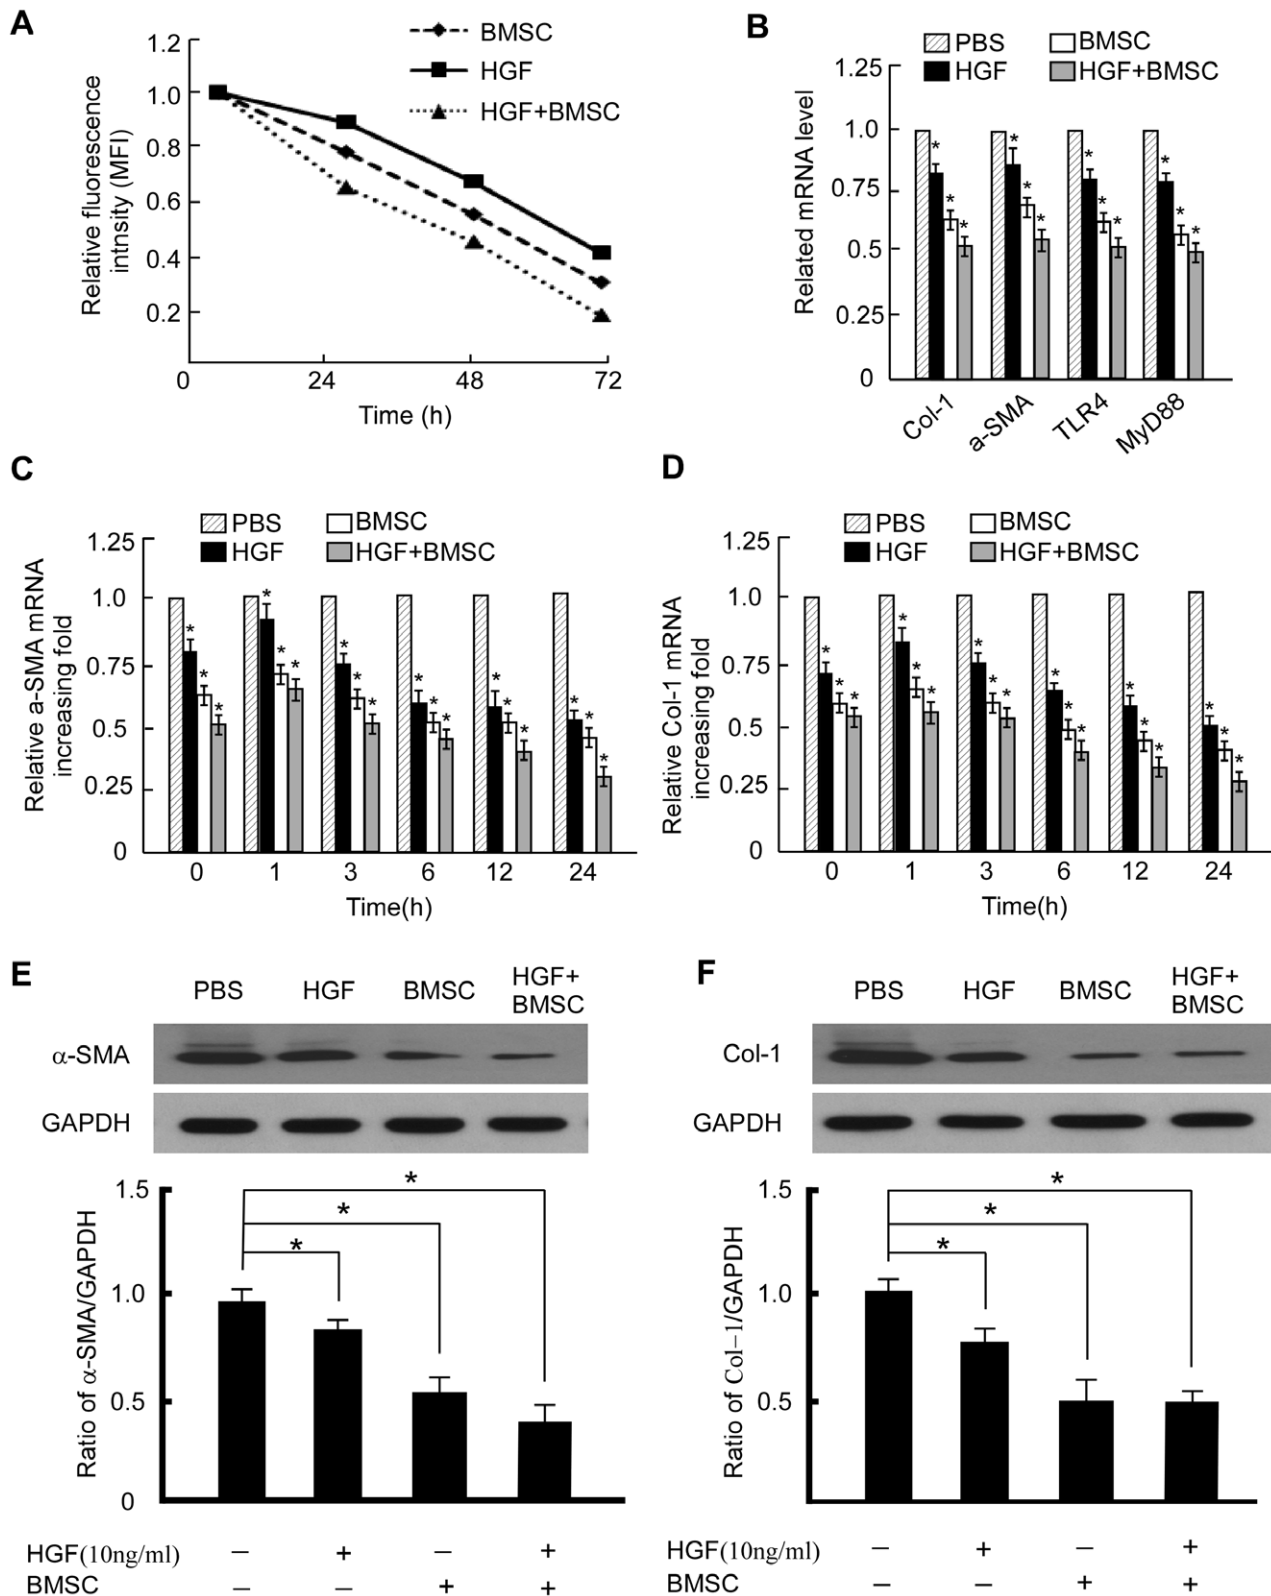 A
1.2
1.0
0.8
0.6
0.4
0.2
0
24
48
72
Time (h)
Relative fluorescence
intnsity (MFI)
BMSC
HGF
HGF+BMSC
B
PBS
BMSC
HGF
HGF+BMSC
1.25
1.0
0.75
0.5
0.25
0
Related mRNA level
* * * * * * * * * * * *
Col-1
a-SMA
TLR4
MyD88
C
PBS
BMSC
HGF
HGF+BMSC
1.25
1.0
0.75
0.5
0.25
0
Relative a-SMA mRNA
increasing fold
* * * * * * * * * * * * * * * * * *
0 1 3 6 12 24
Time(h)
D
PBS
BMSC
HGF
HGF+BMSC
1.25
1.0
0.75
0.5
0.25
0
Relative Col-1 mRNA
increasing fold
* * * * * * * * * * * * * * * * * *
0 1 3 6 12 24
Time(h)
E
PBS HGF BMSC HGF+
BMSC
α-SMA
GAPDH
1.5
1.0
0.5
0
Ratio of α-SMA/GAPDH
*
*
*
HGF(10ng/ml) – + – +
BMSC – – + +
F
PBS HGF BMSC HGF+
BMSC
Col-1
GAPDH
1.5
1.0
0.5
Ratio of Col−1/GAPDH
*
*
*
HGF(10ng/ml) – + – +
BMSC – – + +